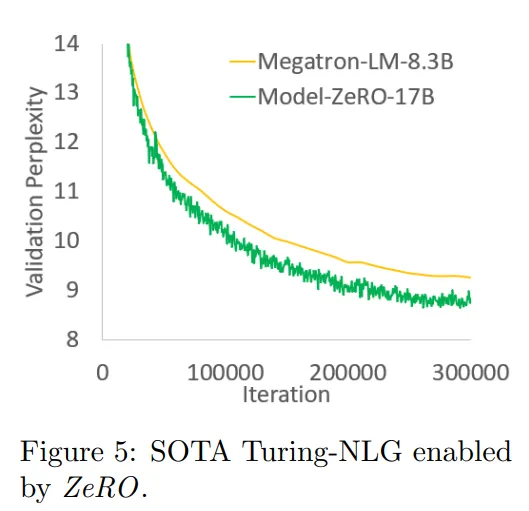 14
13
12
11
10
9
8
Validation Perplexity
Megatron-LM-8.3B
Model-ZeRO-17B
0 100000 200000 300000
Iteration
Figure 5: SOTA Turing-NLG enabled
by ZeRO.